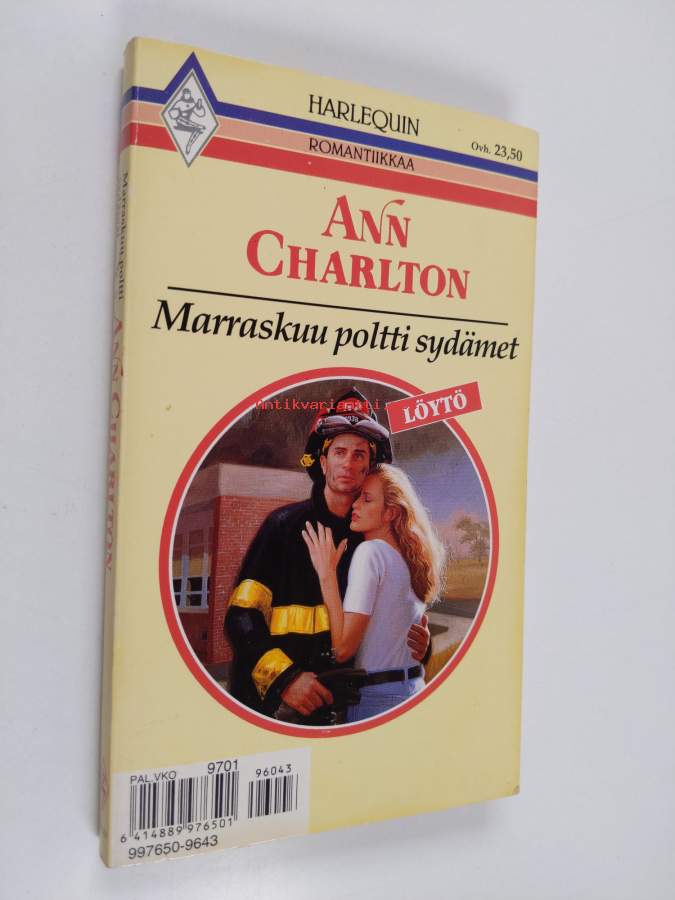 HARLEQUIN
ROMANTIIKKAA
Ovh. 23,50
ANN
CHARLTON
Marraskuu poltti sydämet
Antikvariaatti.
LÖYTÖ
Marraskuu poltti
ANN CHARLTON
PAL.VKO 9701 96043
6 414889 976501
997650-9643